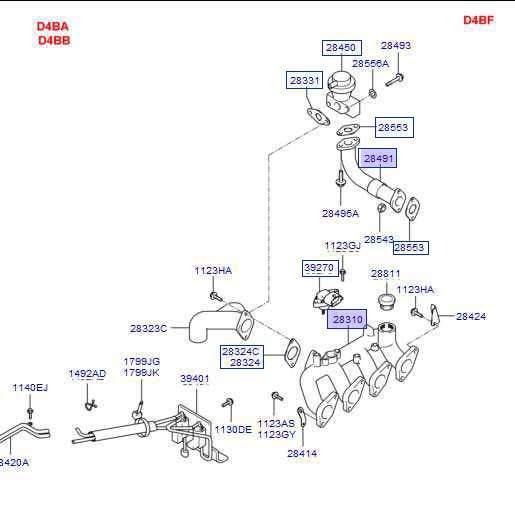 D4BA
D4BB
D4BF
28450
28493
28556A
28331
28553
28491
28495A
28543
28553
1123GJ
39270
28811
1123HA
1123HA
28310
28424
28323C
28324C
28324
1799JG
1799JK
1492AD
39401
1140EJ
1130DE
1123AS
1123GY
28414
8420A